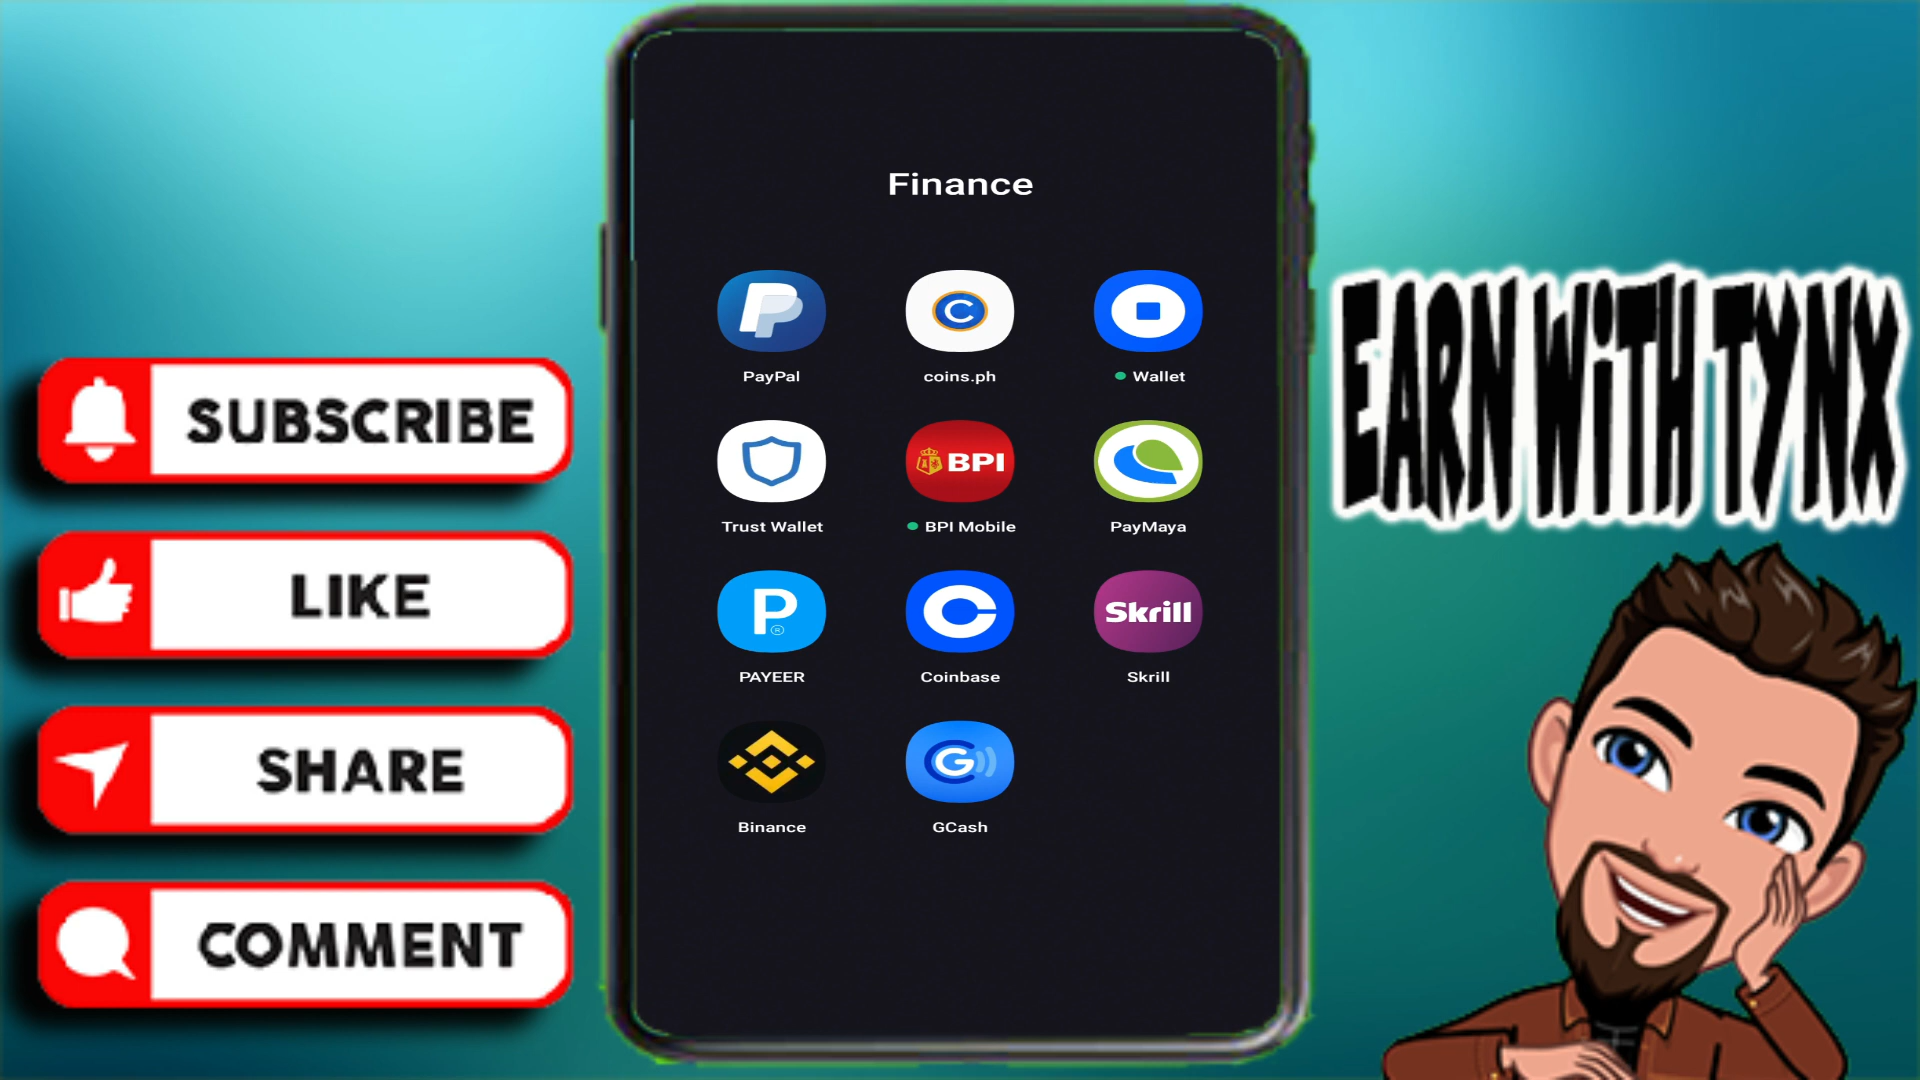 SUBSCRIBE
LIKE
SHARE
COMMENT
Finance
PayPal
coins.ph
Wallet
BPI
Trust Wallet
BPI Mobile
PayMaya
P
®
Skrill
PAYEER
Coinbase
Skrill
G
Binance
GCash
EARN WiTH TYNX